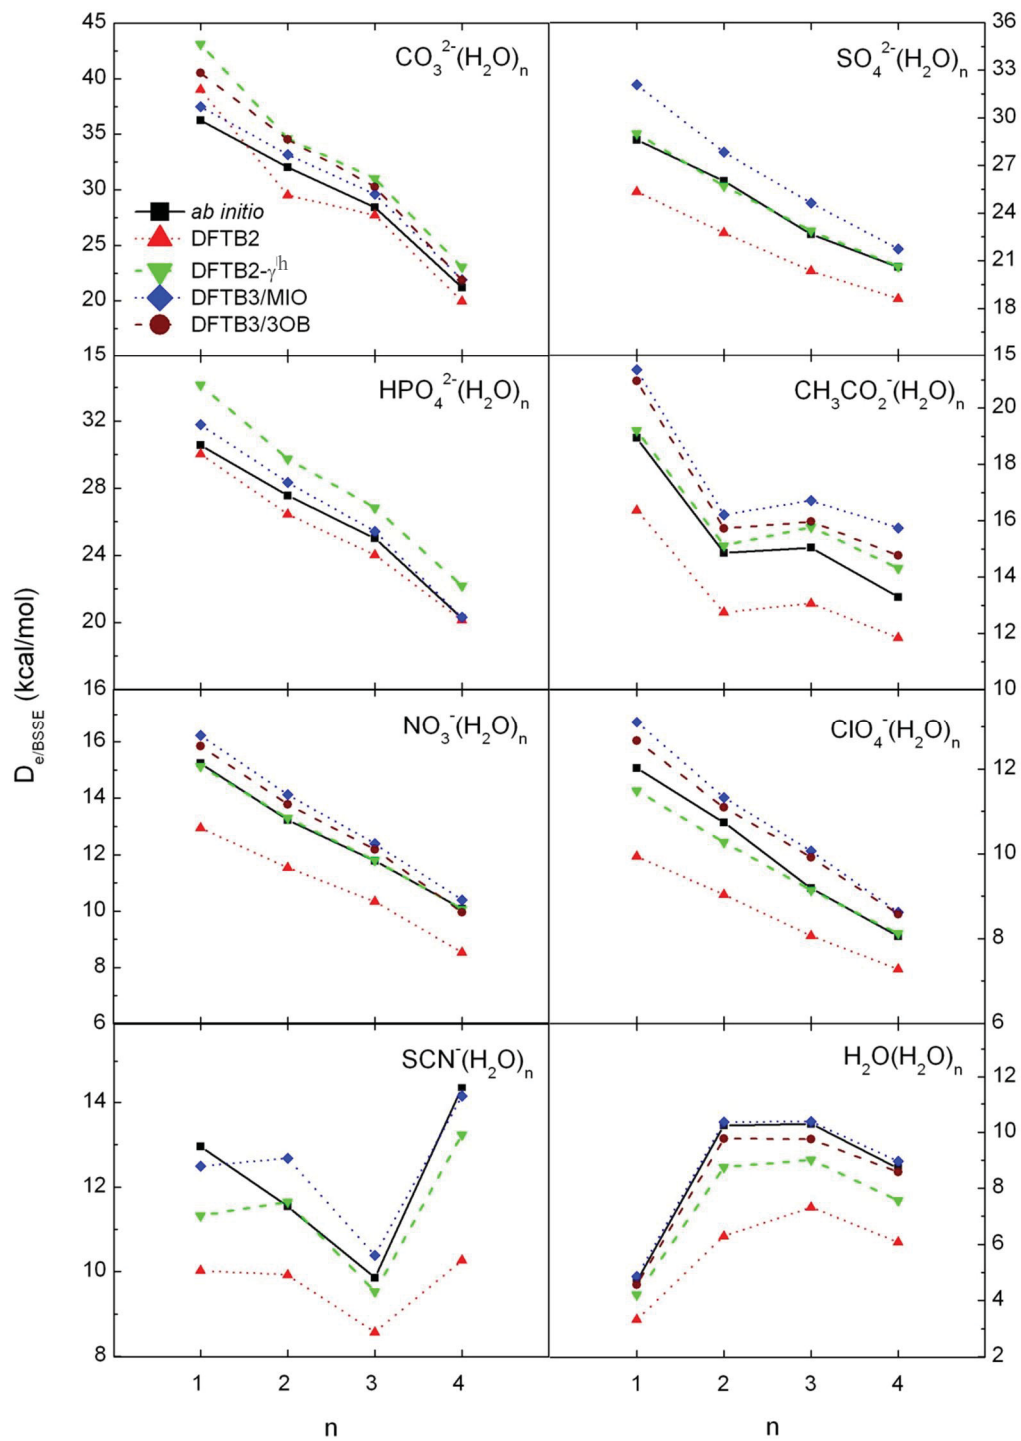 D_e/BSSE (kcal/mol)
CO₃²⁻(H₂O)ₙ
45
40
35
30
25
20
15
ab initio
DFTB2
DFTB2-γʰ
DFTB3/MIO
DFTB3/3OB
SO₄²⁻(H₂O)ₙ
36
33
30
27
24
21
18
15
HPO₄²⁻(H₂O)ₙ
32
28
24
20
16
CH₃CO₂⁻(H₂O)ₙ
20
18
16
14
12
10
NO₃⁻(H₂O)ₙ
16
14
12
10
8
6
ClO₄⁻(H₂O)ₙ
12
10
8
6
SCN⁻(H₂O)ₙ
14
12
10
8
1 2 3 4
n
H₂O(H₂O)ₙ
12
10
8
6
4
2
1 2 3 4
n